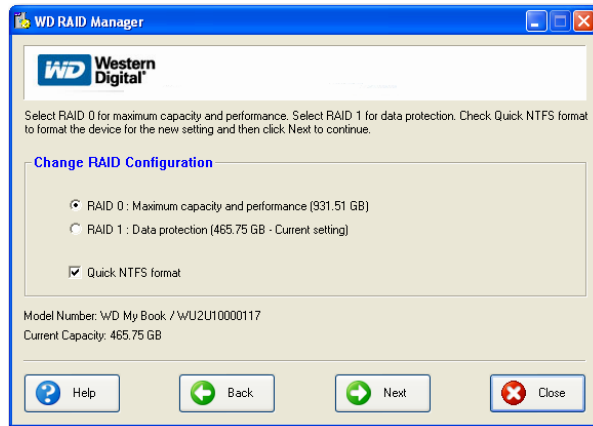 WD RAID Manager
WD Western
Digital®
Select RAID 0 for maximum capacity and performance. Select RAID 1 for data protection. Check Quick NTFS format
to format the device for the new setting and then click Next to continue.
Change RAID Configuration
RAID 0 : Maximum capacity and performance (931.51 GB)
RAID 1 : Data protection (465.75 GB - Current setting)
Quick NTFS format
Model Number: WD My Book / WU2U10000117
Current Capacity: 465.75 GB
Help Back Next Close